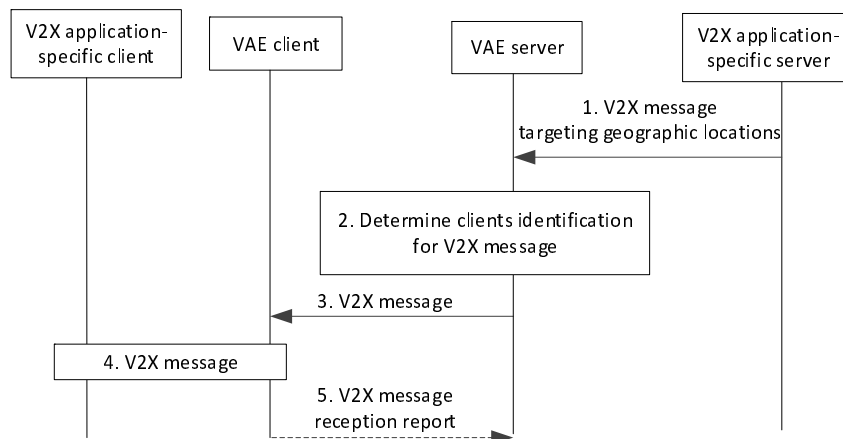 V2X application-
specific client
VAE client
VAE server
V2X application-
specific server
1. V2X message
targeting geographic locations
2. Determine clients identification
for V2X message
3. V2X message
4. V2X message
5. V2X message
reception report